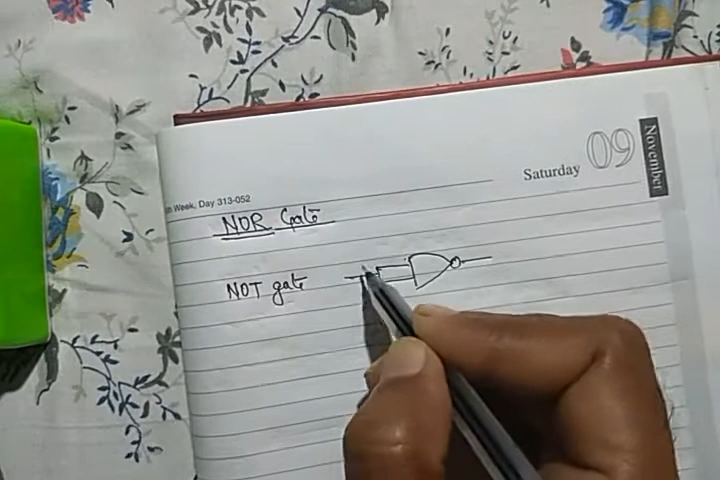 November
09
Saturday
Week, Day 313-052
NOR Gate
NOT gate